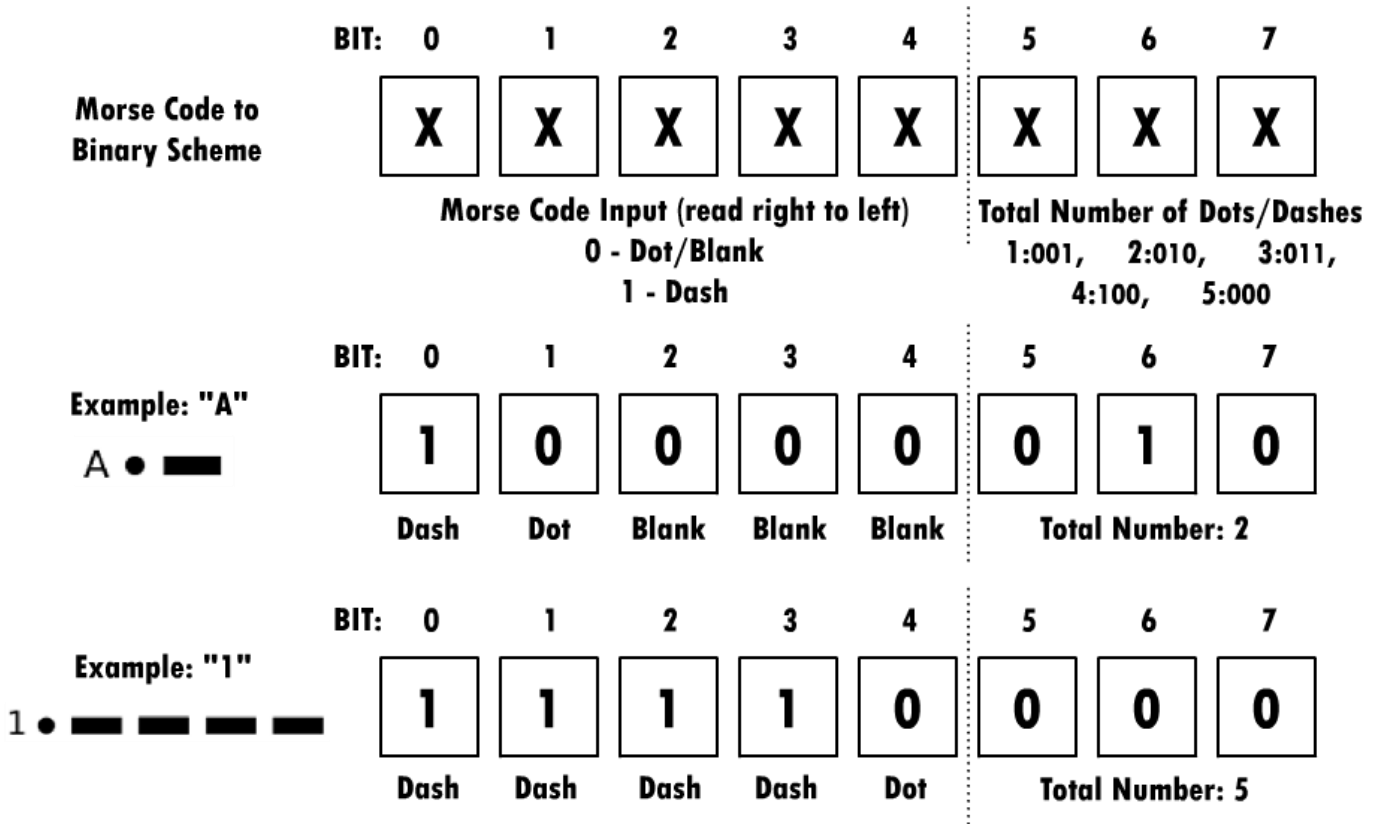 BIT: 0 1 2 3 4 5 6 7
Morse Code to
Binary Scheme
X X X X X X X X
Morse Code Input (read right to left)
0 - Dot/Blank
1 - Dash
Total Number of Dots/Dashes
1:001, 2:010, 3:011,
4:100, 5:000
BIT: 0 1 2 3 4 5 6 7
Example: "A"
A
1 0 0 0 0 0 1 0
Dash Dot Blank Blank Blank Total Number: 2
BIT: 0 1 2 3 4 5 6 7
Example: "1"
1
1 1 1 1 0 0 0 0
Dash Dash Dash Dash Dot Total Number: 5